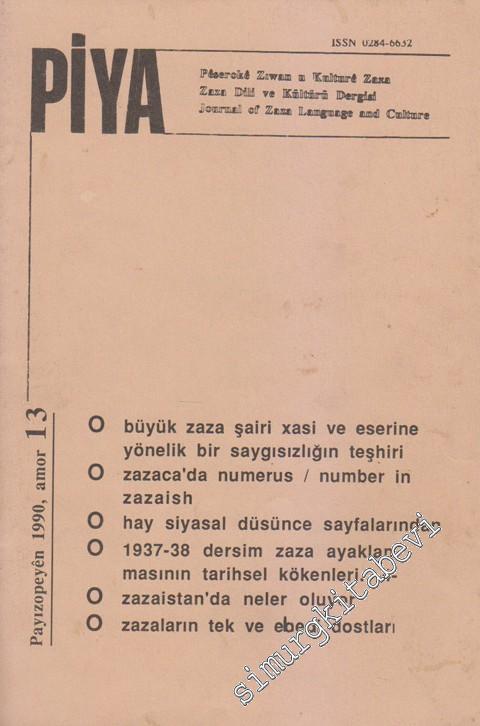 ISSN 0284-6632
PİYA
Pêserokê Zıwan u Kulturê Zaza
Zaza Dili ve Kültürü Dergisi
Journal of Zaza Language and Culture
Payızopeyên 1990, amor 13
O büyük zaza şairi xasi ve eserine
yönelik bir saygısızlığın teşhiri
O zazaca'da numerus / number in
zazaish
O hay siyasal düsünce sayfalarından
O 1937-38 dersim zaza ayaklan-
masının tarihsel kökenleri
O zazaistan'da neler oluyor
O zazaların tek ve ebedi dostları
simurgkitabevi